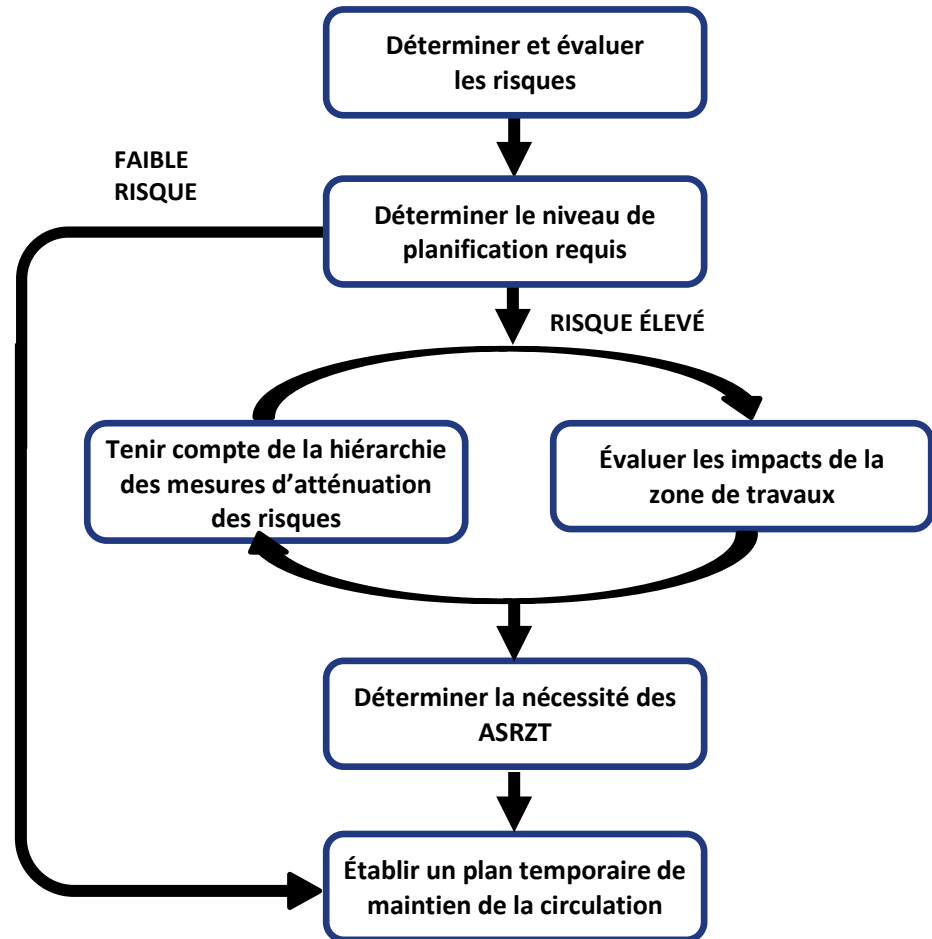 Déterminer et évaluer
les risques
FAIBLE
RISQUE
Déterminer le niveau de
planification requis
RISQUE ÉLEVÉ
Tenir compte de la hiérarchie
des mesures d’atténuation
des risques
Évaluer les impacts de la
zone de travaux
Déterminer la nécessité des
ASRZT
Établir un plan temporaire de
maintien de la circulation